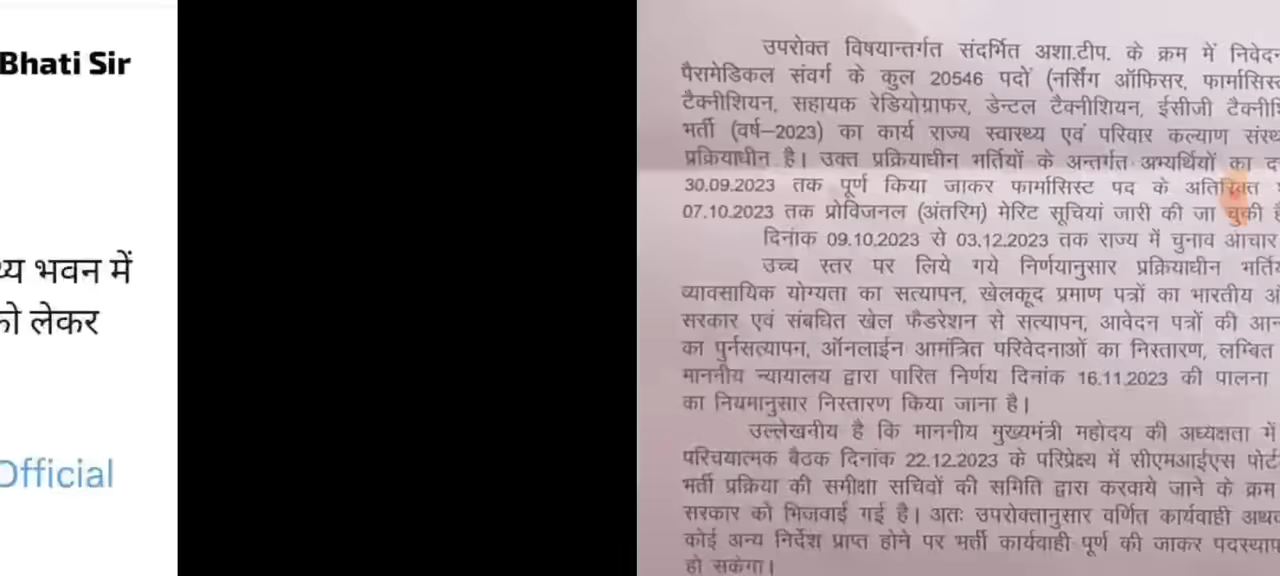 Bhati Sir
थ्य भवन में
को लेकर
Official
उपरोक्त विषयान्तर्गत संदर्भित अशा.टीप. के क्रम में निवेदन
पैरामेडिकल संवर्ग के कुल 20546 पदों (नर्सिंग ऑफिसर, फार्मासिस्ट
टैक्नीशियन, सहायक रेडियोग्राफर, डेन्टल टैक्नीशियन, ईसीजी टैक्नीशि
भर्ती (वर्ष–2023) का कार्य राज्य स्वास्थ्य एवं परिवार कल्याण संस्थ
प्रक्रियाधीन है। उक्त प्रक्रियाधीन भर्तियों के अन्तर्गत अभ्यर्थियों का द
30.09.2023 तक पूर्ण किया जाकर फार्मासिस्ट पद के अतिरिक्त
07.10.2023 तक प्रोविजनल (अंतरिम) मेरिट सूचियां जारी की जा चुकी है
दिनांक 09.10.2023 से 03.12.2023 तक राज्य में चुनाव आचार
उच्च स्तर पर लिये गये निर्णयानुसार प्रक्रियाधीन भर्तिय
व्यावसायिक योग्यता का सत्यापन, खेलकूद प्रमाण पत्रों का भारतीय ओ
सरकार एवं संबधित खेल फैडरेशन से सत्यापन, आवेदन पत्रों की आन
का पुर्नसत्यापन, ऑनलाईन आमंत्रित परिवेदनाओं का निस्तारण, लम्बित
माननीय न्यायालय द्वारा पारित निर्णय दिनांक 16.11.2023 की पालना
का नियमानुसार निस्तारण किया जाना है।
उल्लेखनीय है कि माननीय मुख्यमंत्री महोदय की अध्यक्षता में
परिचयात्मक बैठक दिनांक 22.12.2023 के परिप्रेक्ष्य में सीएमआईएस पोर्ट
भर्ती प्रक्रिया की समीक्षा सचिवों की समिति द्वारा करवाये जाने के क्रम
सरकार को भिजवाई गई है। अतः उपरोक्तानुसार वर्णित कार्यवाही अथव
कोई अन्य निर्देश प्राप्त होने पर भर्ती कार्यवाही पूर्ण की जाकर पदस्थाप
हो सकेगा।